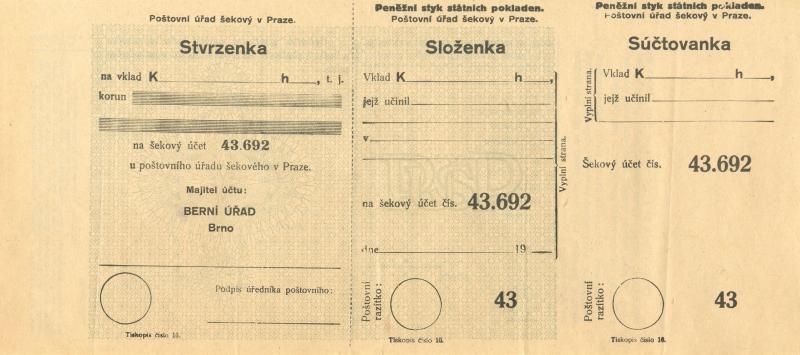 Poštovní úřad šekový v Praze.
Stvrzenka
na vklad K h , t. j.
korun
na šekový účet 43.692
u poštovního úřadu šekového v Praze.
Majitel účtu:
BERNÍ ÚŘAD
Brno
Podpis úředníka poštovního:
Tiskopis číslo 16.
Peněžní styk státních pokladen.
Poštovní úřad šekový v Praze.
Složenka
Vklad K h ,
jejž učinil
v
Vyplní strana.
na šekový účet čís. 43.692
dne 19
Poštovní
razítko:
43
Tiskopis číslo 16.
Peněžní styk státních pokladen.
Poštovní úřad šekový v Praze.
Súčtovanka
Vyplní strana.
Vklad K h ,
jejž učinil
Šekový účet čís. 43.692
Poštovní
razítko:
43
Tiskopis číslo 16.